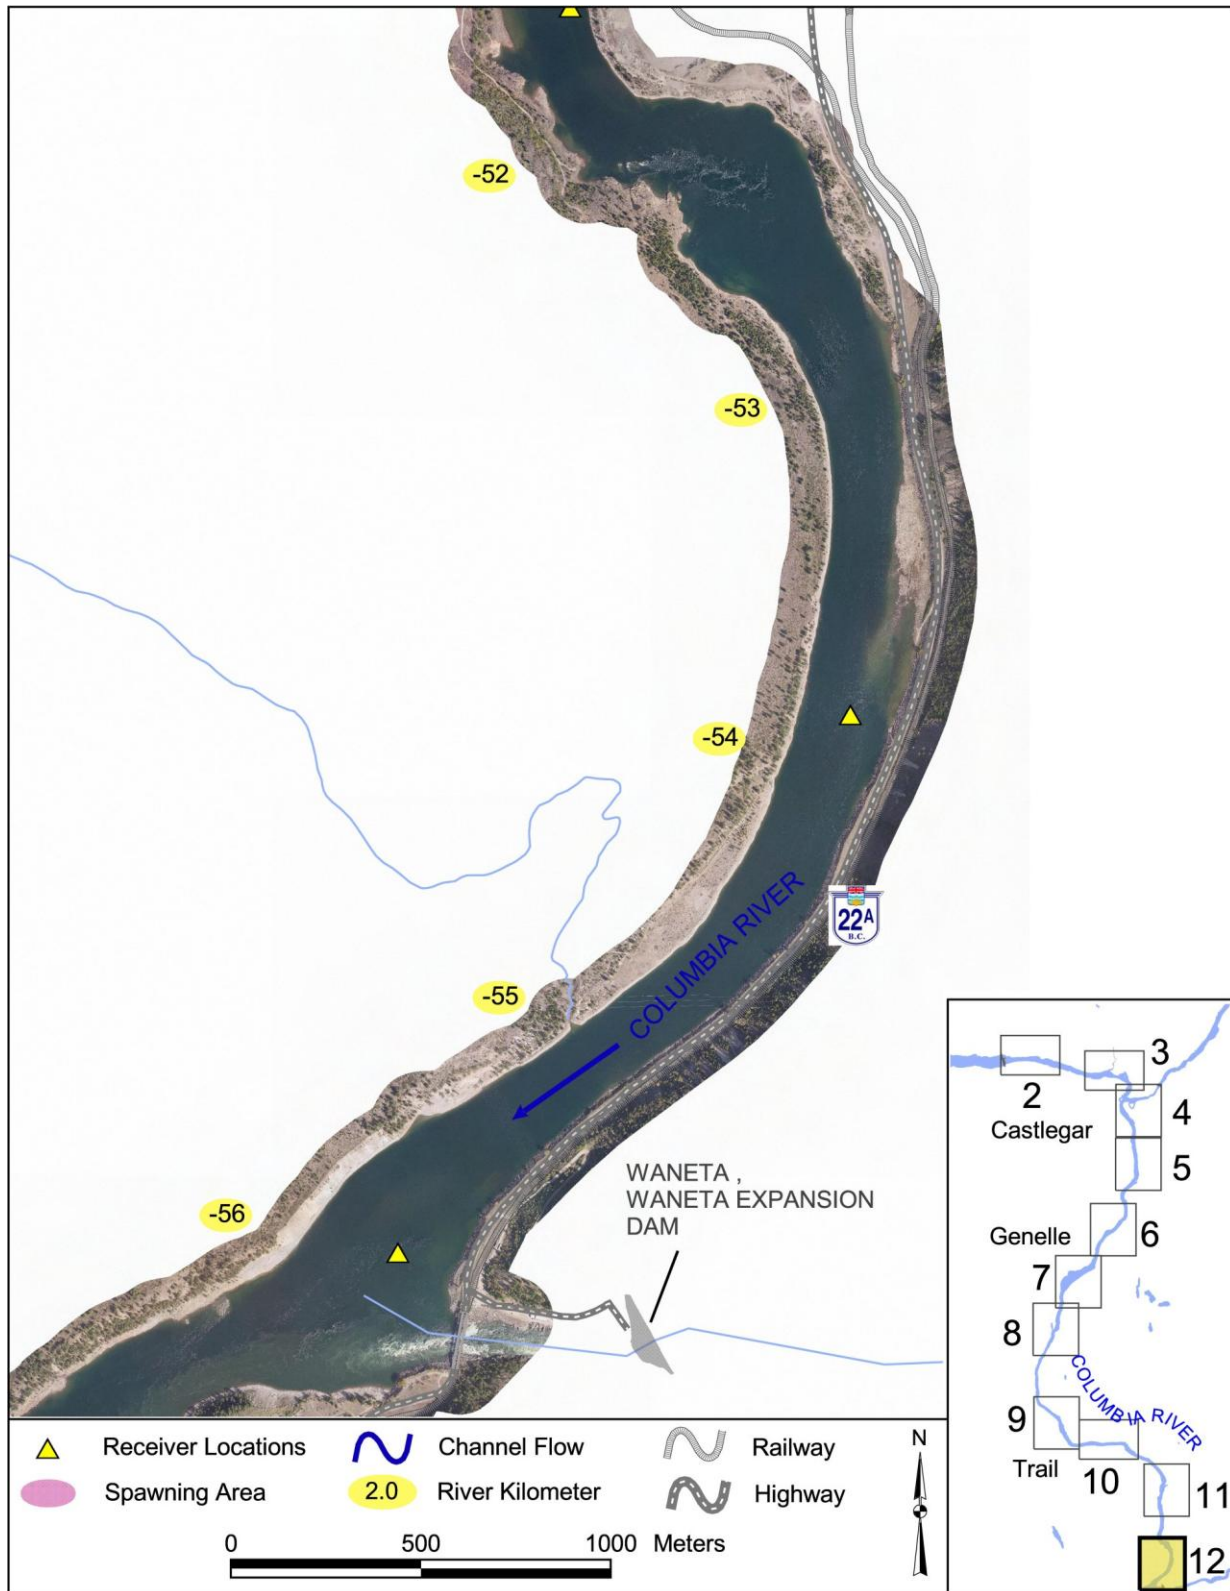 -52
-53
-54
22A
B.C.
COLUMBIA RIVER
-55
-56
WANETA ,
WANETA EXPANSION
DAM
3
2
4
Castlegar
5
Genelle
6
7
8
COLUMBIA RIVER
9
Trail
10
11
12
Receiver Locations
Channel Flow
Railway
N
Spawning Area
2.0
River Kilometer
Highway
0 500 1000 Meters